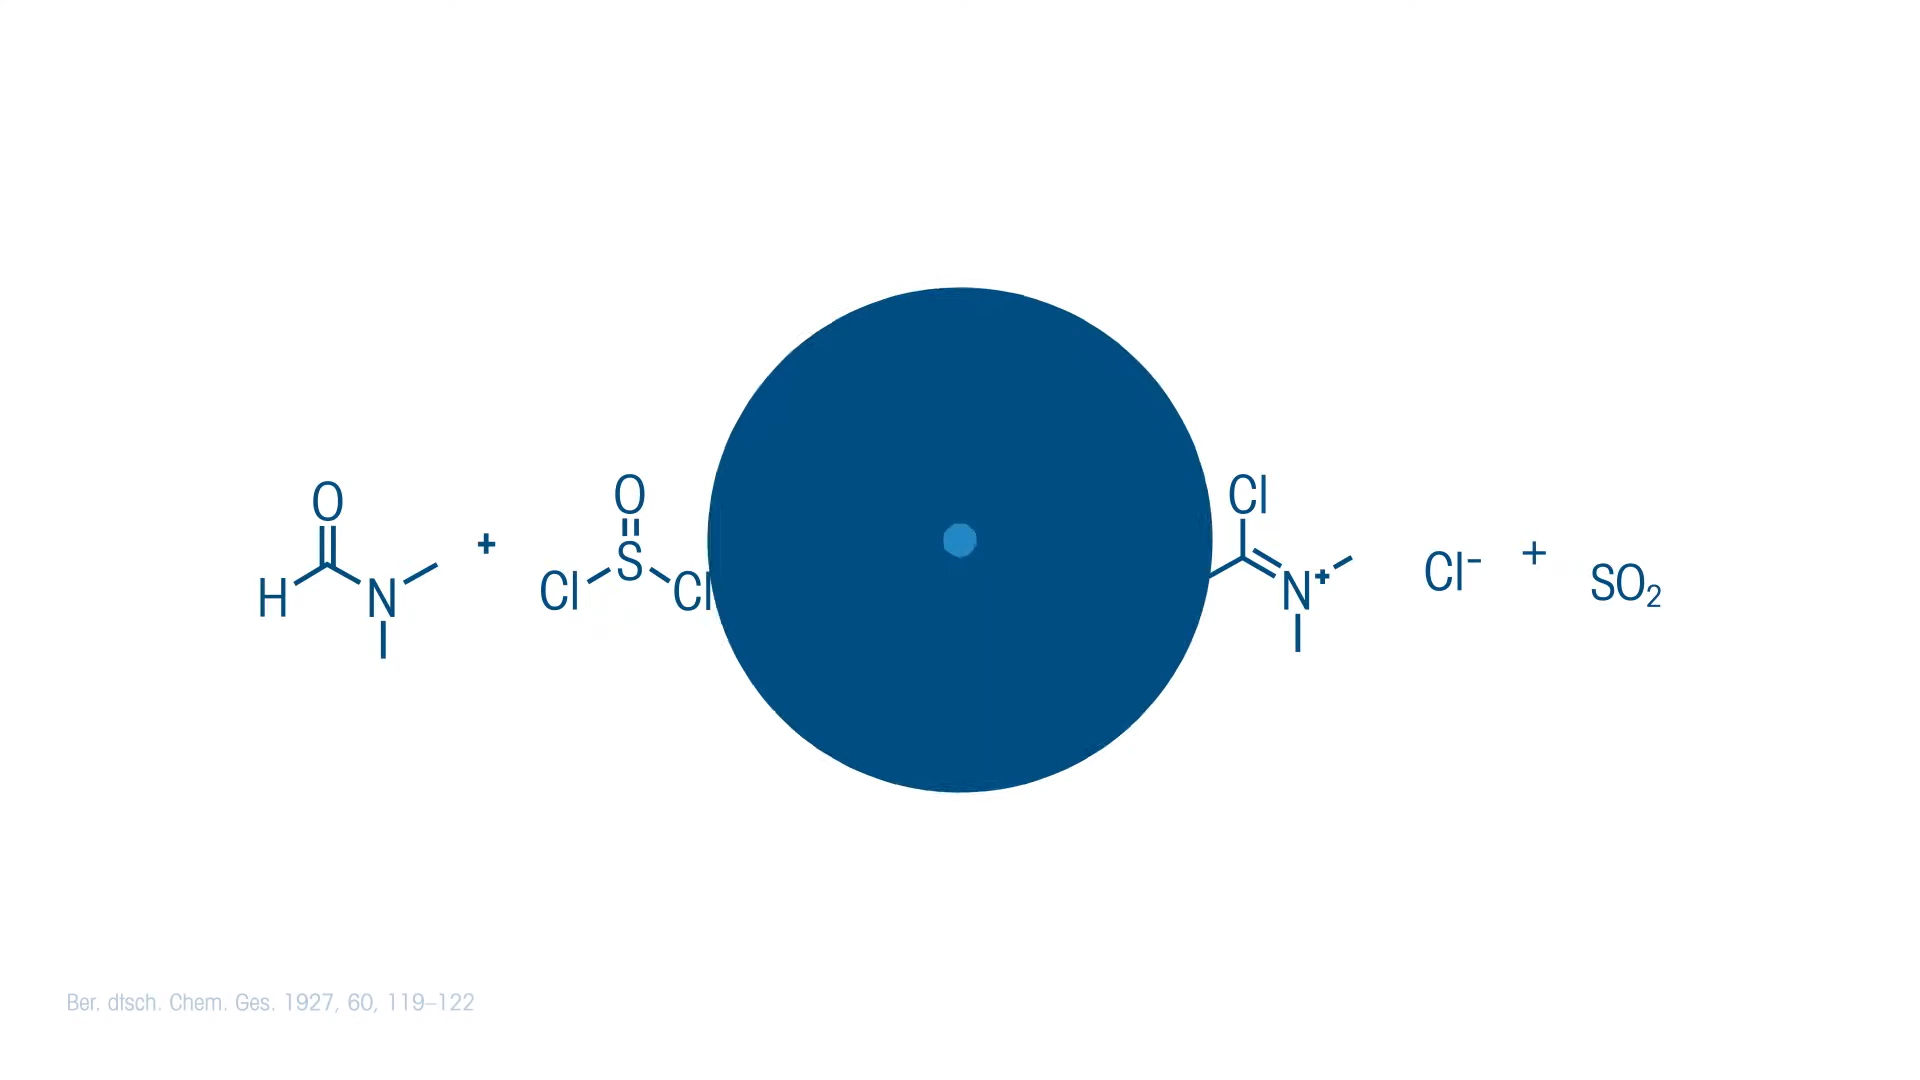 O
H
N
+
O
S
Cl
Cl
Cl
N+
Cl−
+
SO2
Ber. dtsch. Chem. Ges. 1927, 60, 119–122